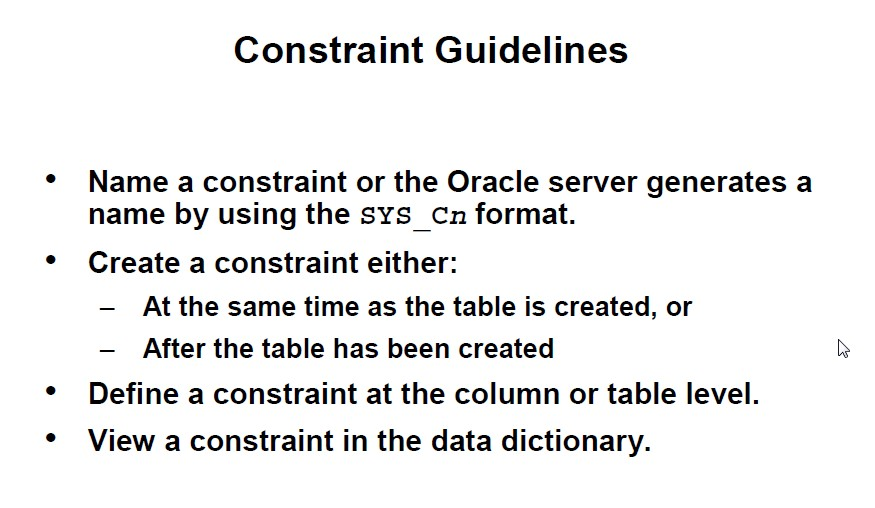 Constraint Guidelines
• Name a constraint or the Oracle server generates a
name by using the SYS_Cn format.
• Create a constraint either:
– At the same time as the table is created, or
– After the table has been created
• Define a constraint at the column or table level.
• View a constraint in the data dictionary.